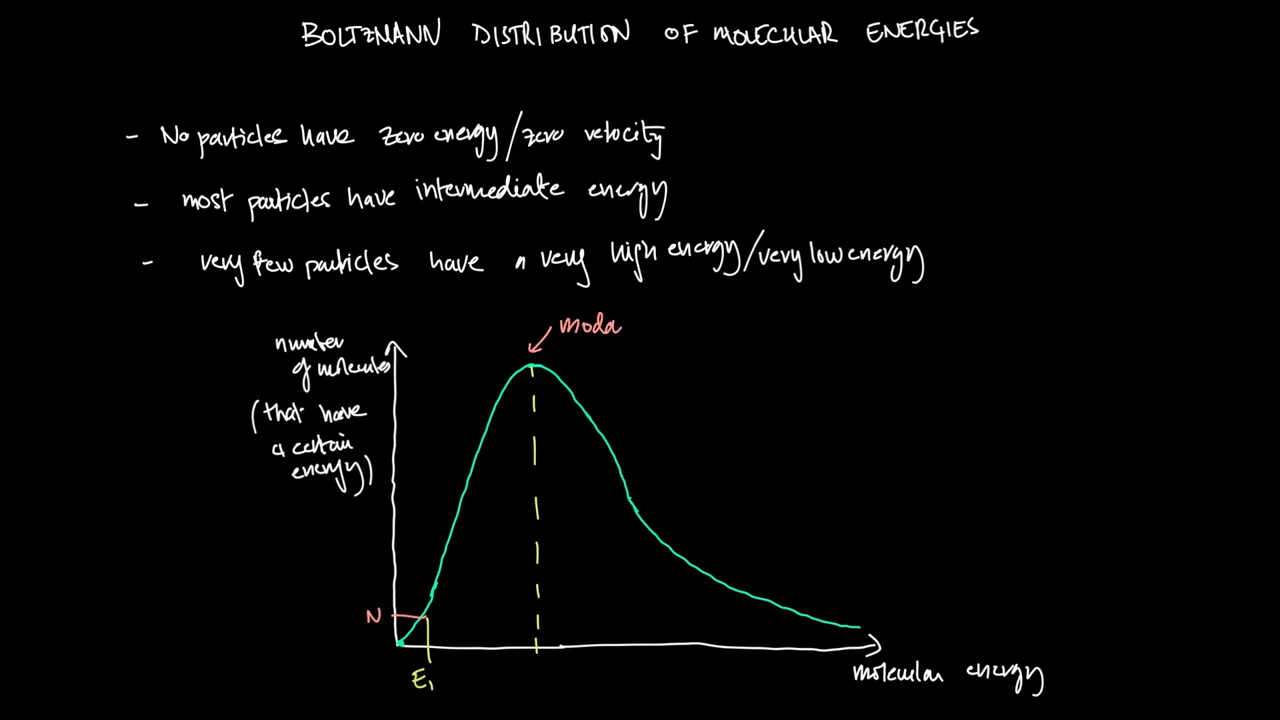 BOLTZMANN DISTRIBUTION OF MOLECULAR ENERGIES
- No particles have zero energy/zero velocity
- most particles have intermediate energy
- very few particles have n very high energy/very low energy
moda
number
of molecules
(that have
a certain
energy)
N
E₁
molecular energy